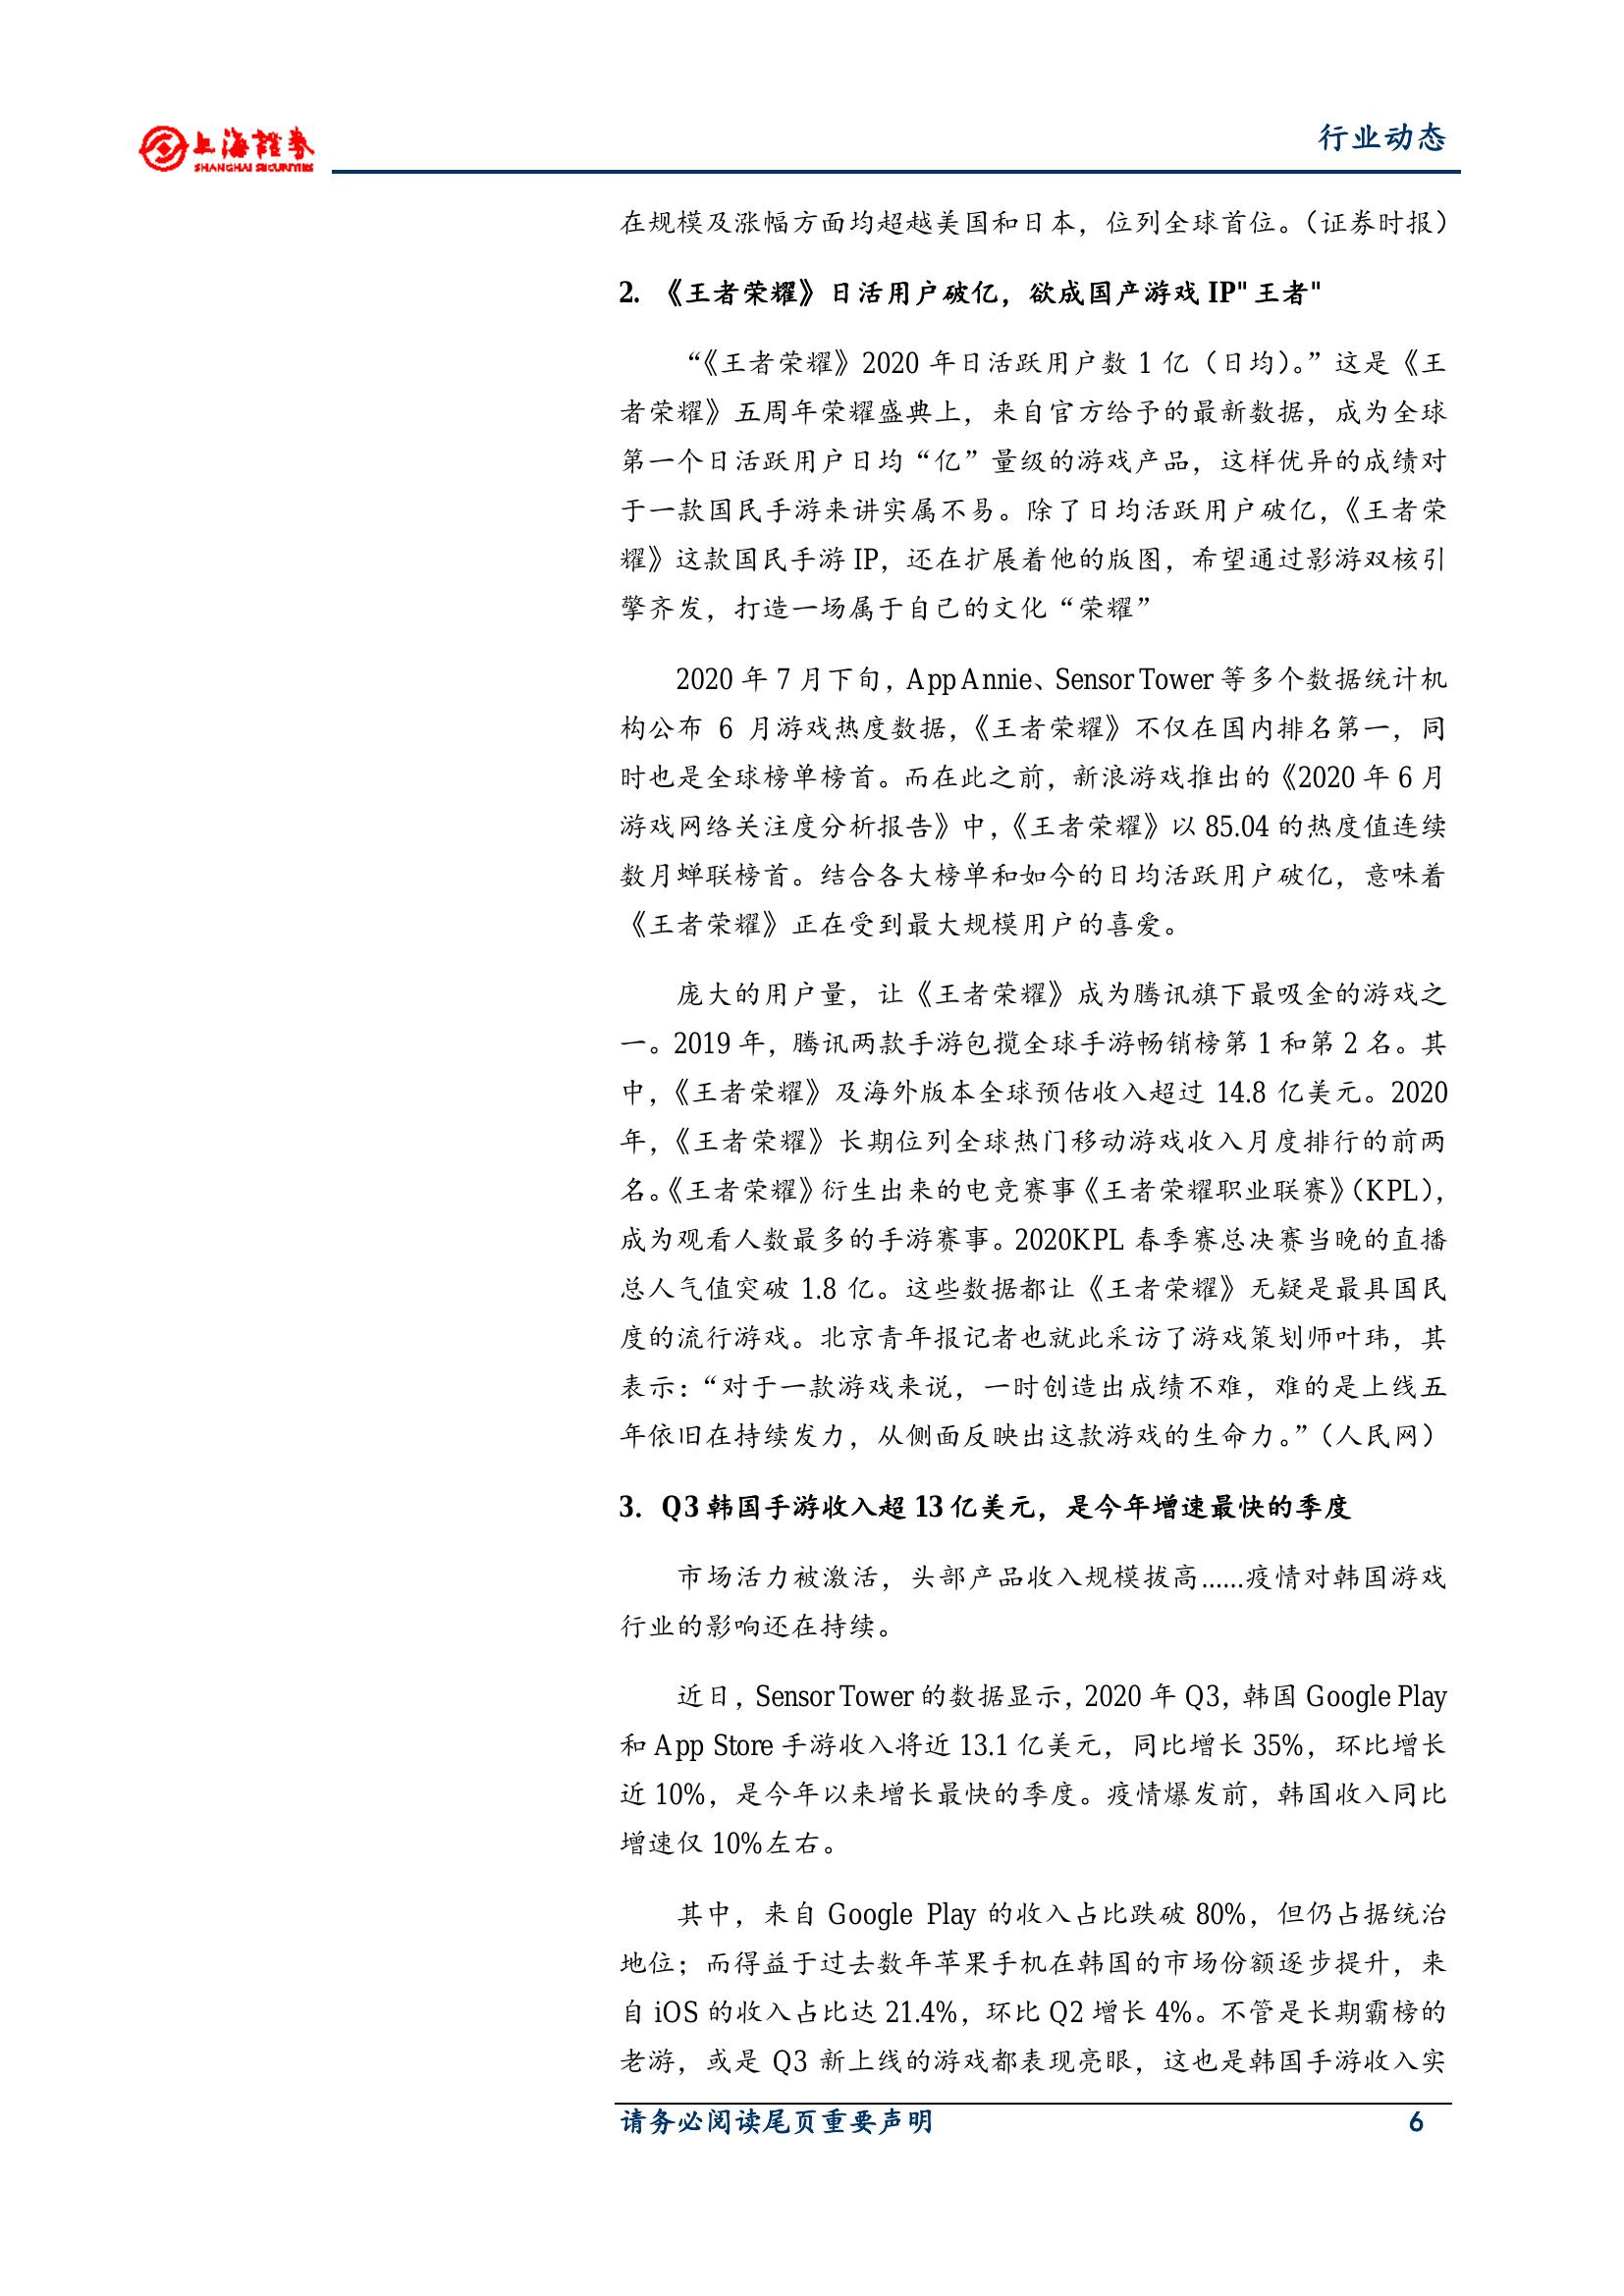 上海證券
SHANGHAI SECURITIES
行业动态
在规模及涨幅方面均超越美国和日本，位列全球首位。（证券时报）
2. 《王者荣耀》日活用户破亿，欲成国产游戏 IP"王者"
“《王者荣耀》2020 年日活跃用户数 1 亿（日均）。”这是《王
者荣耀》五周年荣耀盛典上，来自官方给予的最新数据，成为全球
第一个日活跃用户日均“亿”量级的游戏产品，这样优异的成绩对
于一款国民手游来讲实属不易。除了日均活跃用户破亿，《王者荣
耀》这款国民手游 IP，还在扩展着他的版图，希望通过影游双核引
擎齐发，打造一场属于自己的文化“荣耀”
2020 年 7 月下旬，App Annie、Sensor Tower 等多个数据统计机
构公布 6 月游戏热度数据，《王者荣耀》不仅在国内排名第一，同
时也是全球榜单榜首。而在此之前，新浪游戏推出的《2020 年 6 月
游戏网络关注度分析报告》中，《王者荣耀》以 85.04 的热度值连续
数月蝉联榜首。结合各大榜单和如今的日均活跃用户破亿，意味着
《王者荣耀》正在受到最大规模用户的喜爱。
庞大的用户量，让《王者荣耀》成为腾讯旗下最吸金的游戏之
一。2019 年，腾讯两款手游包揽全球手游畅销榜第 1 和第 2 名。其
中，《王者荣耀》及海外版本全球预估收入超过 14.8 亿美元。2020
年，《王者荣耀》长期位列全球热门移动游戏收入月度排行的前两
名。《王者荣耀》衍生出来的电竞赛事《王者荣耀职业联赛》（KPL），
成为观看人数最多的手游赛事。2020KPL 春季赛总决赛当晚的直播
总人气值突破 1.8 亿。这些数据都让《王者荣耀》无疑是最具国民
度的流行游戏。北京青年报记者也就此采访了游戏策划师叶玮，其
表示：“对于一款游戏来说，一时创造出成绩不难，难的是上线五
年依旧在持续发力，从侧面反映出这款游戏的生命力。”（人民网）
3. Q3 韩国手游收入超 13 亿美元，是今年增速最快的季度
市场活力被激活，头部产品收入规模拔高......疫情对韩国游戏
行业的影响还在持续。
近日，Sensor Tower 的数据显示，2020 年 Q3，韩国 Google Play
和 App Store 手游收入将近 13.1 亿美元，同比增长 35%，环比增长
近 10%，是今年以来增长最快的季度。疫情爆发前，韩国收入同比
增速仅 10%左右。
其中，来自 Google Play 的收入占比跌破 80%，但仍占据统治
地位；而得益于过去数年苹果手机在韩国的市场份额逐步提升，来
自 iOS 的收入占比达 21.4%，环比 Q2 增长 4%。不管是长期霸榜的
老游，或是 Q3 新上线的游戏都表现亮眼，这也是韩国手游收入实
请务必阅读尾页重要声明 6